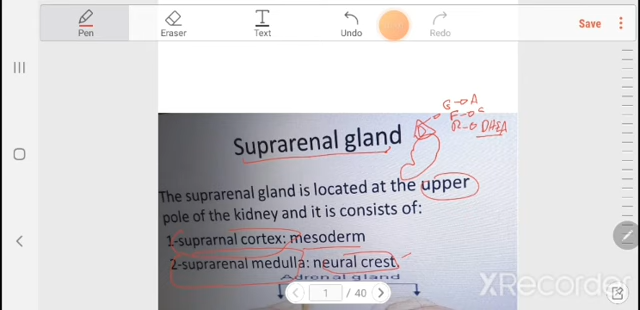 Pen
Eraser
Text
Undo
Redo
Save
G→A
F→C
R→DHEA
Suprarenal gland
The suprarenal gland is located at the upper
pole of the kidney and it is consists of:
1-suprarnal cortex: mesoderm
2-suprarenal medulla: neural crest
Adronal gland
1 / 40
XRecorder